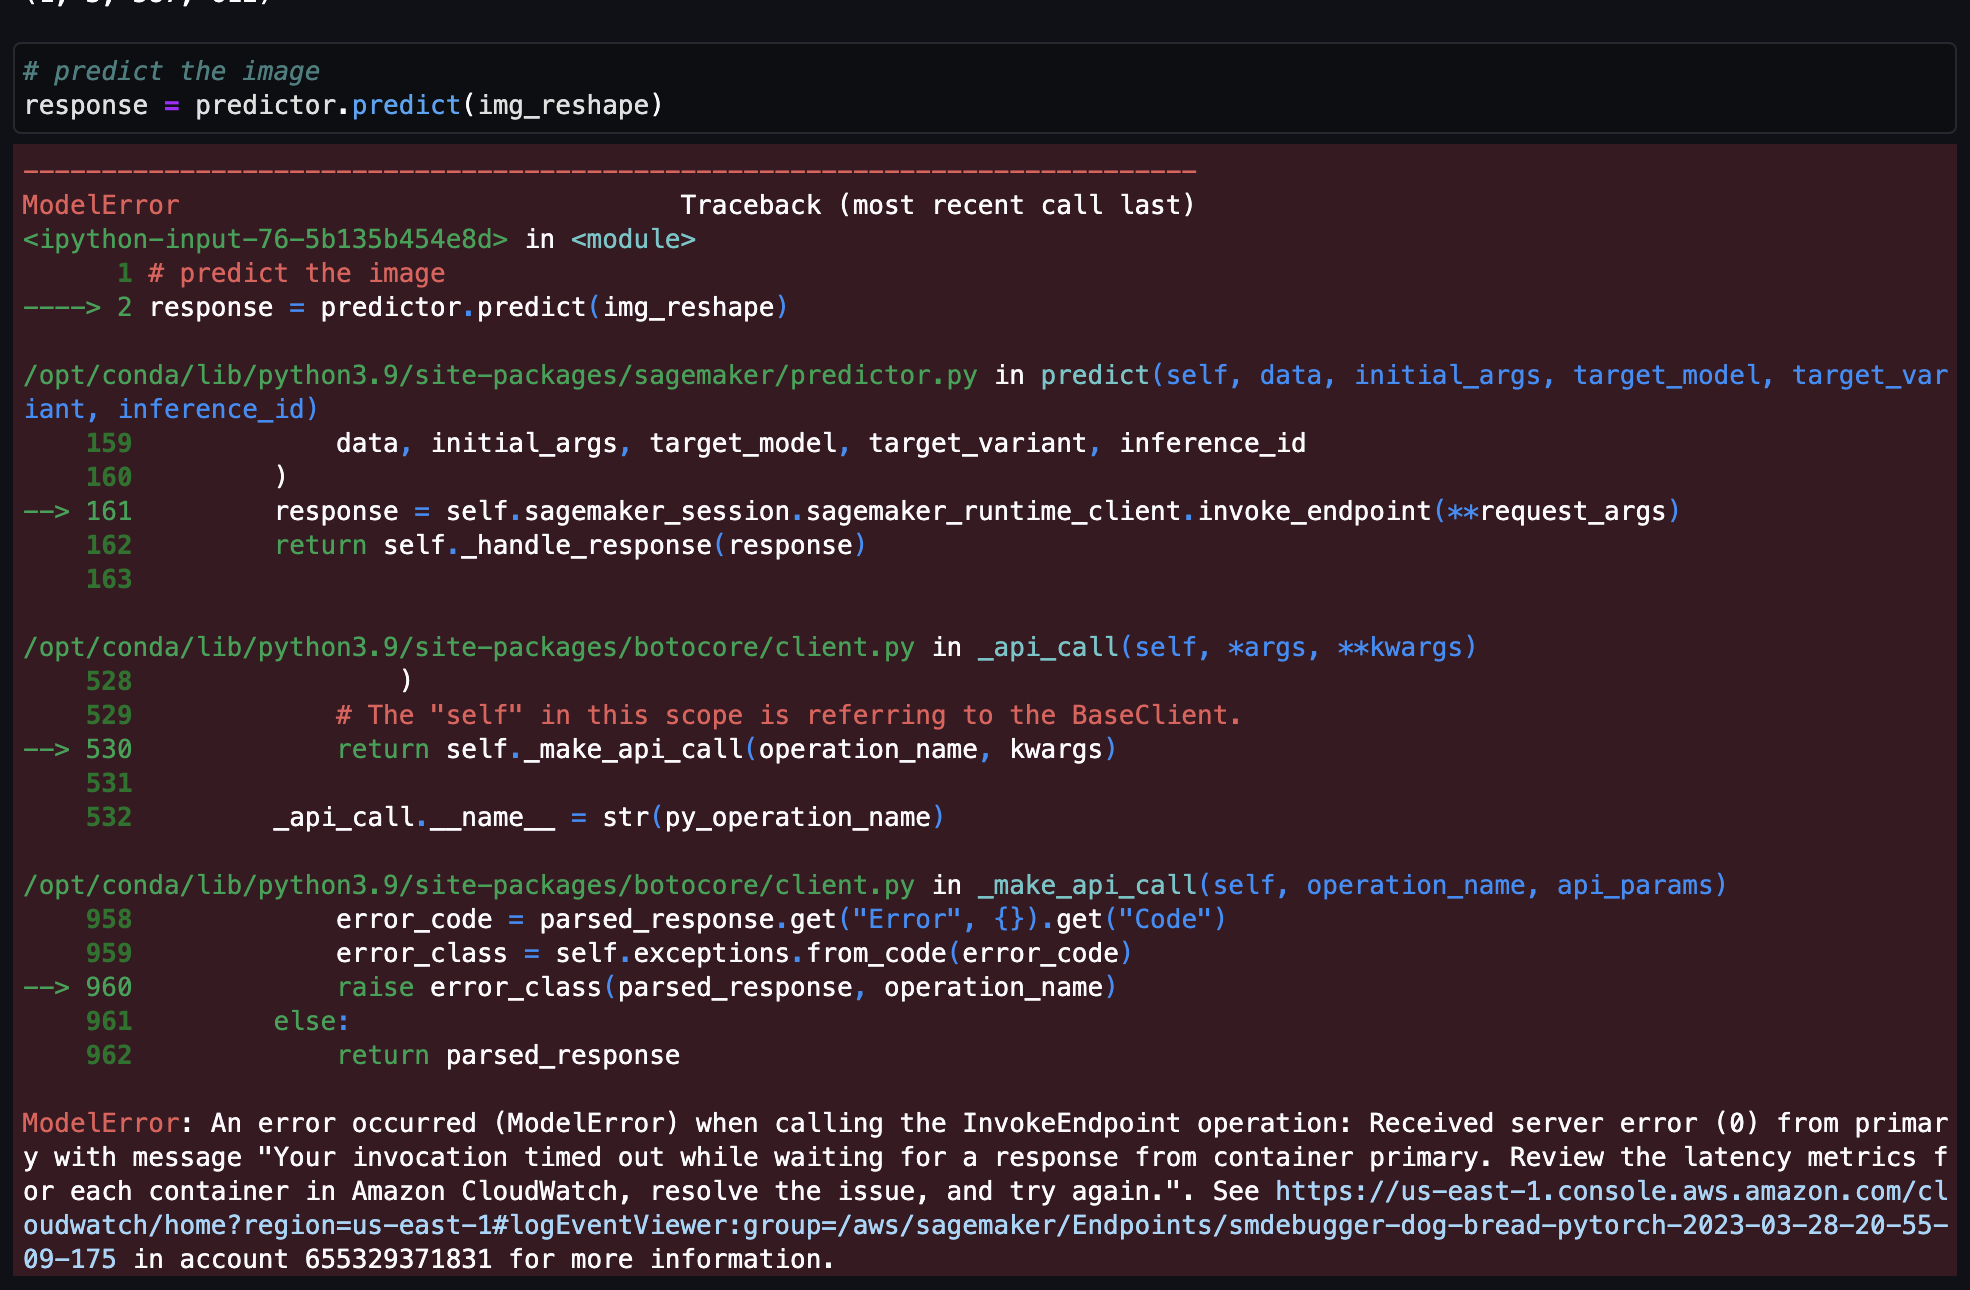 # predict the image
response = predictor.predict(img_reshape)
---------------------------------------------------------------------------
ModelError                                Traceback (most recent call last)
<ipython-input-76-5b135b454e8d> in <module>
      1 # predict the image
----> 2 response = predictor.predict(img_reshape)
/opt/conda/lib/python3.9/site-packages/sagemaker/predictor.py in predict(self, data, initial_args, target_model, target_var
iant, inference_id)
    159             data, initial_args, target_model, target_variant, inference_id
    160         )
--> 161         response = self.sagemaker_session.sagemaker_runtime_client.invoke_endpoint(**request_args)
    162         return self._handle_response(response)
    163
/opt/conda/lib/python3.9/site-packages/botocore/client.py in _api_call(self, *args, **kwargs)
    528                 )
    529             # The "self" in this scope is referring to the BaseClient.
--> 530             return self._make_api_call(operation_name, kwargs)
    531
    532         _api_call.__name__ = str(py_operation_name)
/opt/conda/lib/python3.9/site-packages/botocore/client.py in _make_api_call(self, operation_name, api_params)
    958             error_code = parsed_response.get("Error", {}).get("Code")
    959             error_class = self.exceptions.from_code(error_code)
--> 960             raise error_class(parsed_response, operation_name)
    961         else:
    962             return parsed_response
ModelError: An error occurred (ModelError) when calling the InvokeEndpoint operation: Received server error (0) from primar
y with message "Your invocation timed out while waiting for a response from container primary. Review the latency metrics f
or each container in Amazon CloudWatch, resolve the issue, and try again.". See https://us-east-1.console.aws.amazon.com/cl
oudwatch/home?region=us-east-1#logEventViewer:group=/aws/sagemaker/Endpoints/smdebugger-dog-bread-pytorch-2023-03-28-20-55-
09-175 in account 655329371831 for more information.